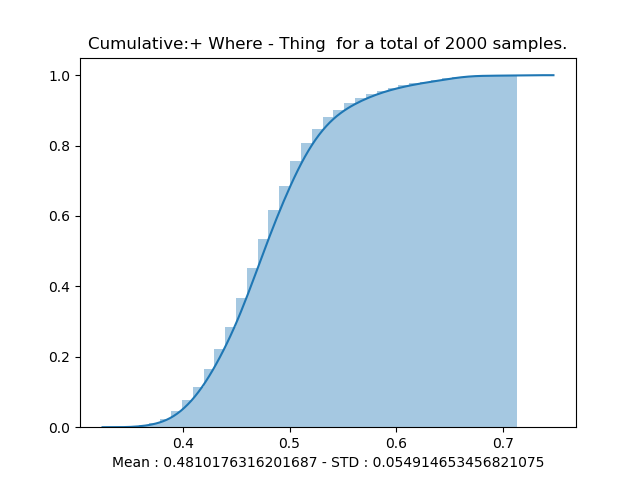 Cumulative:+ Where - Thing  for a total of 2000 samples.
1.0
0.8
0.6
0.4
0.2
0.0
0.4 0.5 0.6 0.7
Mean : 0.4810176316201687 - STD : 0.054914653456821075